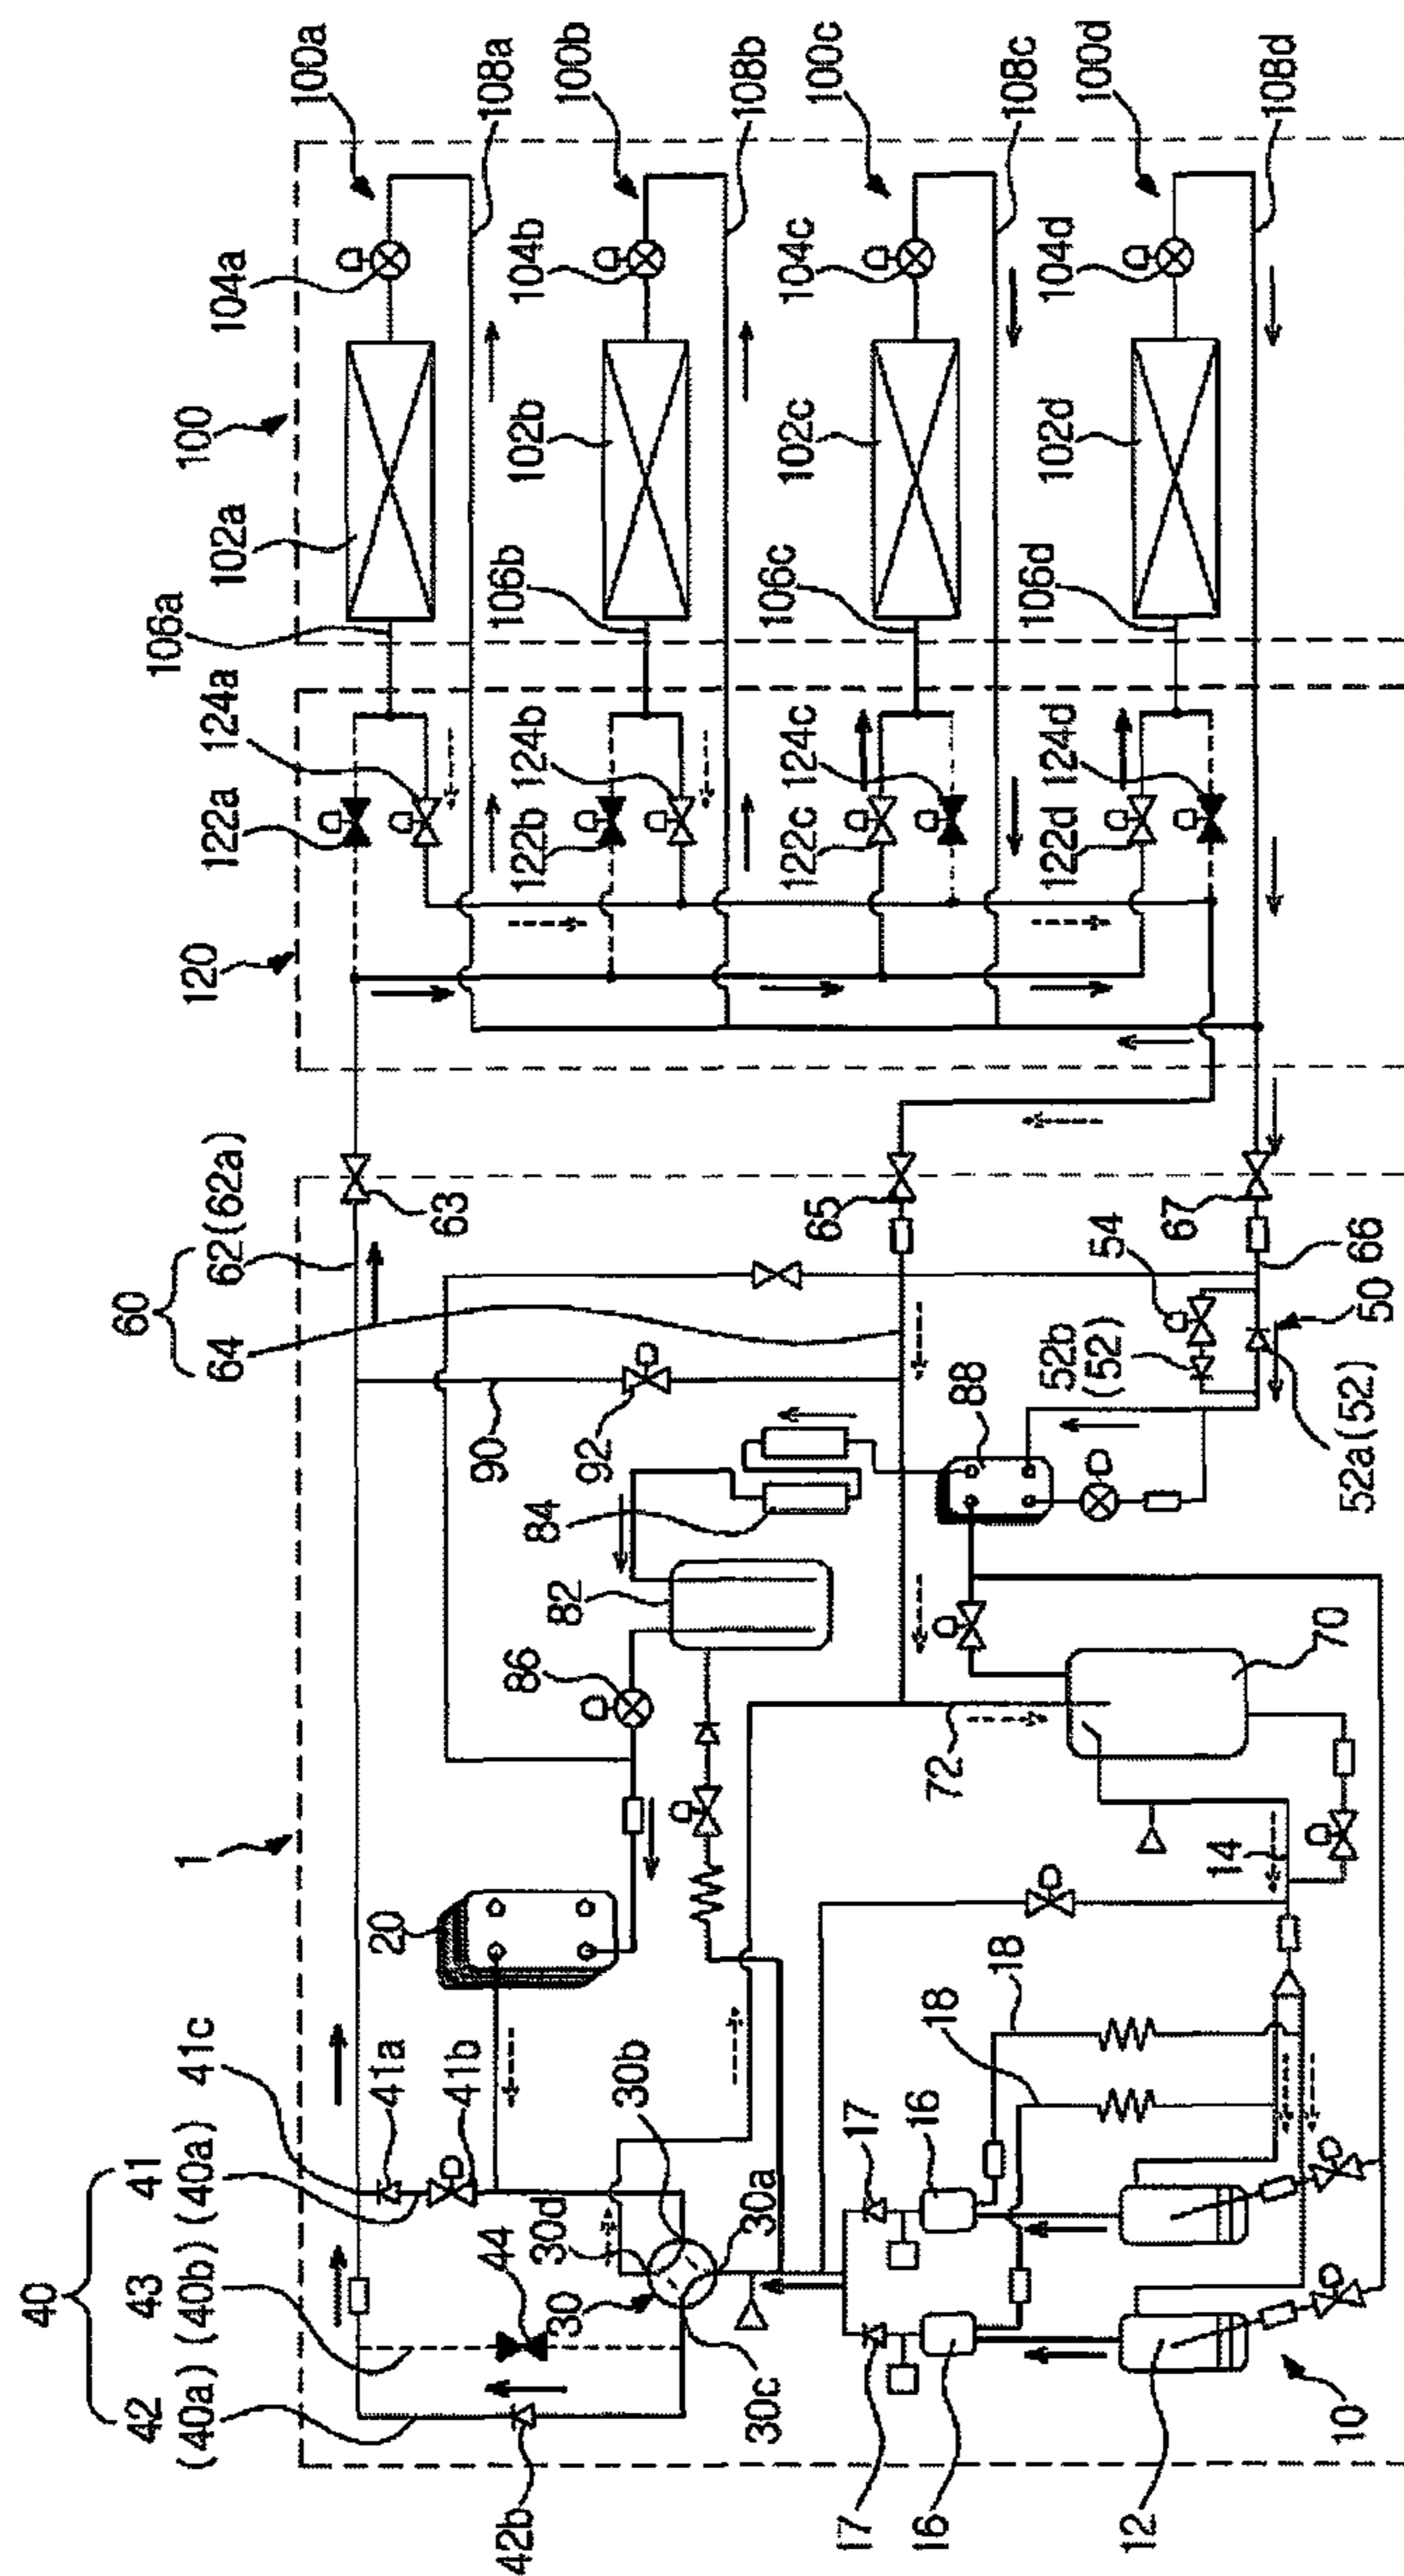 100a
108a
100b
108b
100c
108c
100d
108d
104a
104b
104c
104d
100
102a
102b
102c
102d
106a
106b
106c
106d
124a
124b
124c
124d
122a
122b
122c
122d
120
60
62(62a)
64
63
65
67
54
66
50
52b
(52)
52a(52)
88
90
92
84
82
86
70
72
14
1
20
18
18
41c
41a
41b
30b
30a
30d
30
30c
44
17
16
17
16
12
10
40
41
(40a)
43
(40b)
42
(40a)
42b